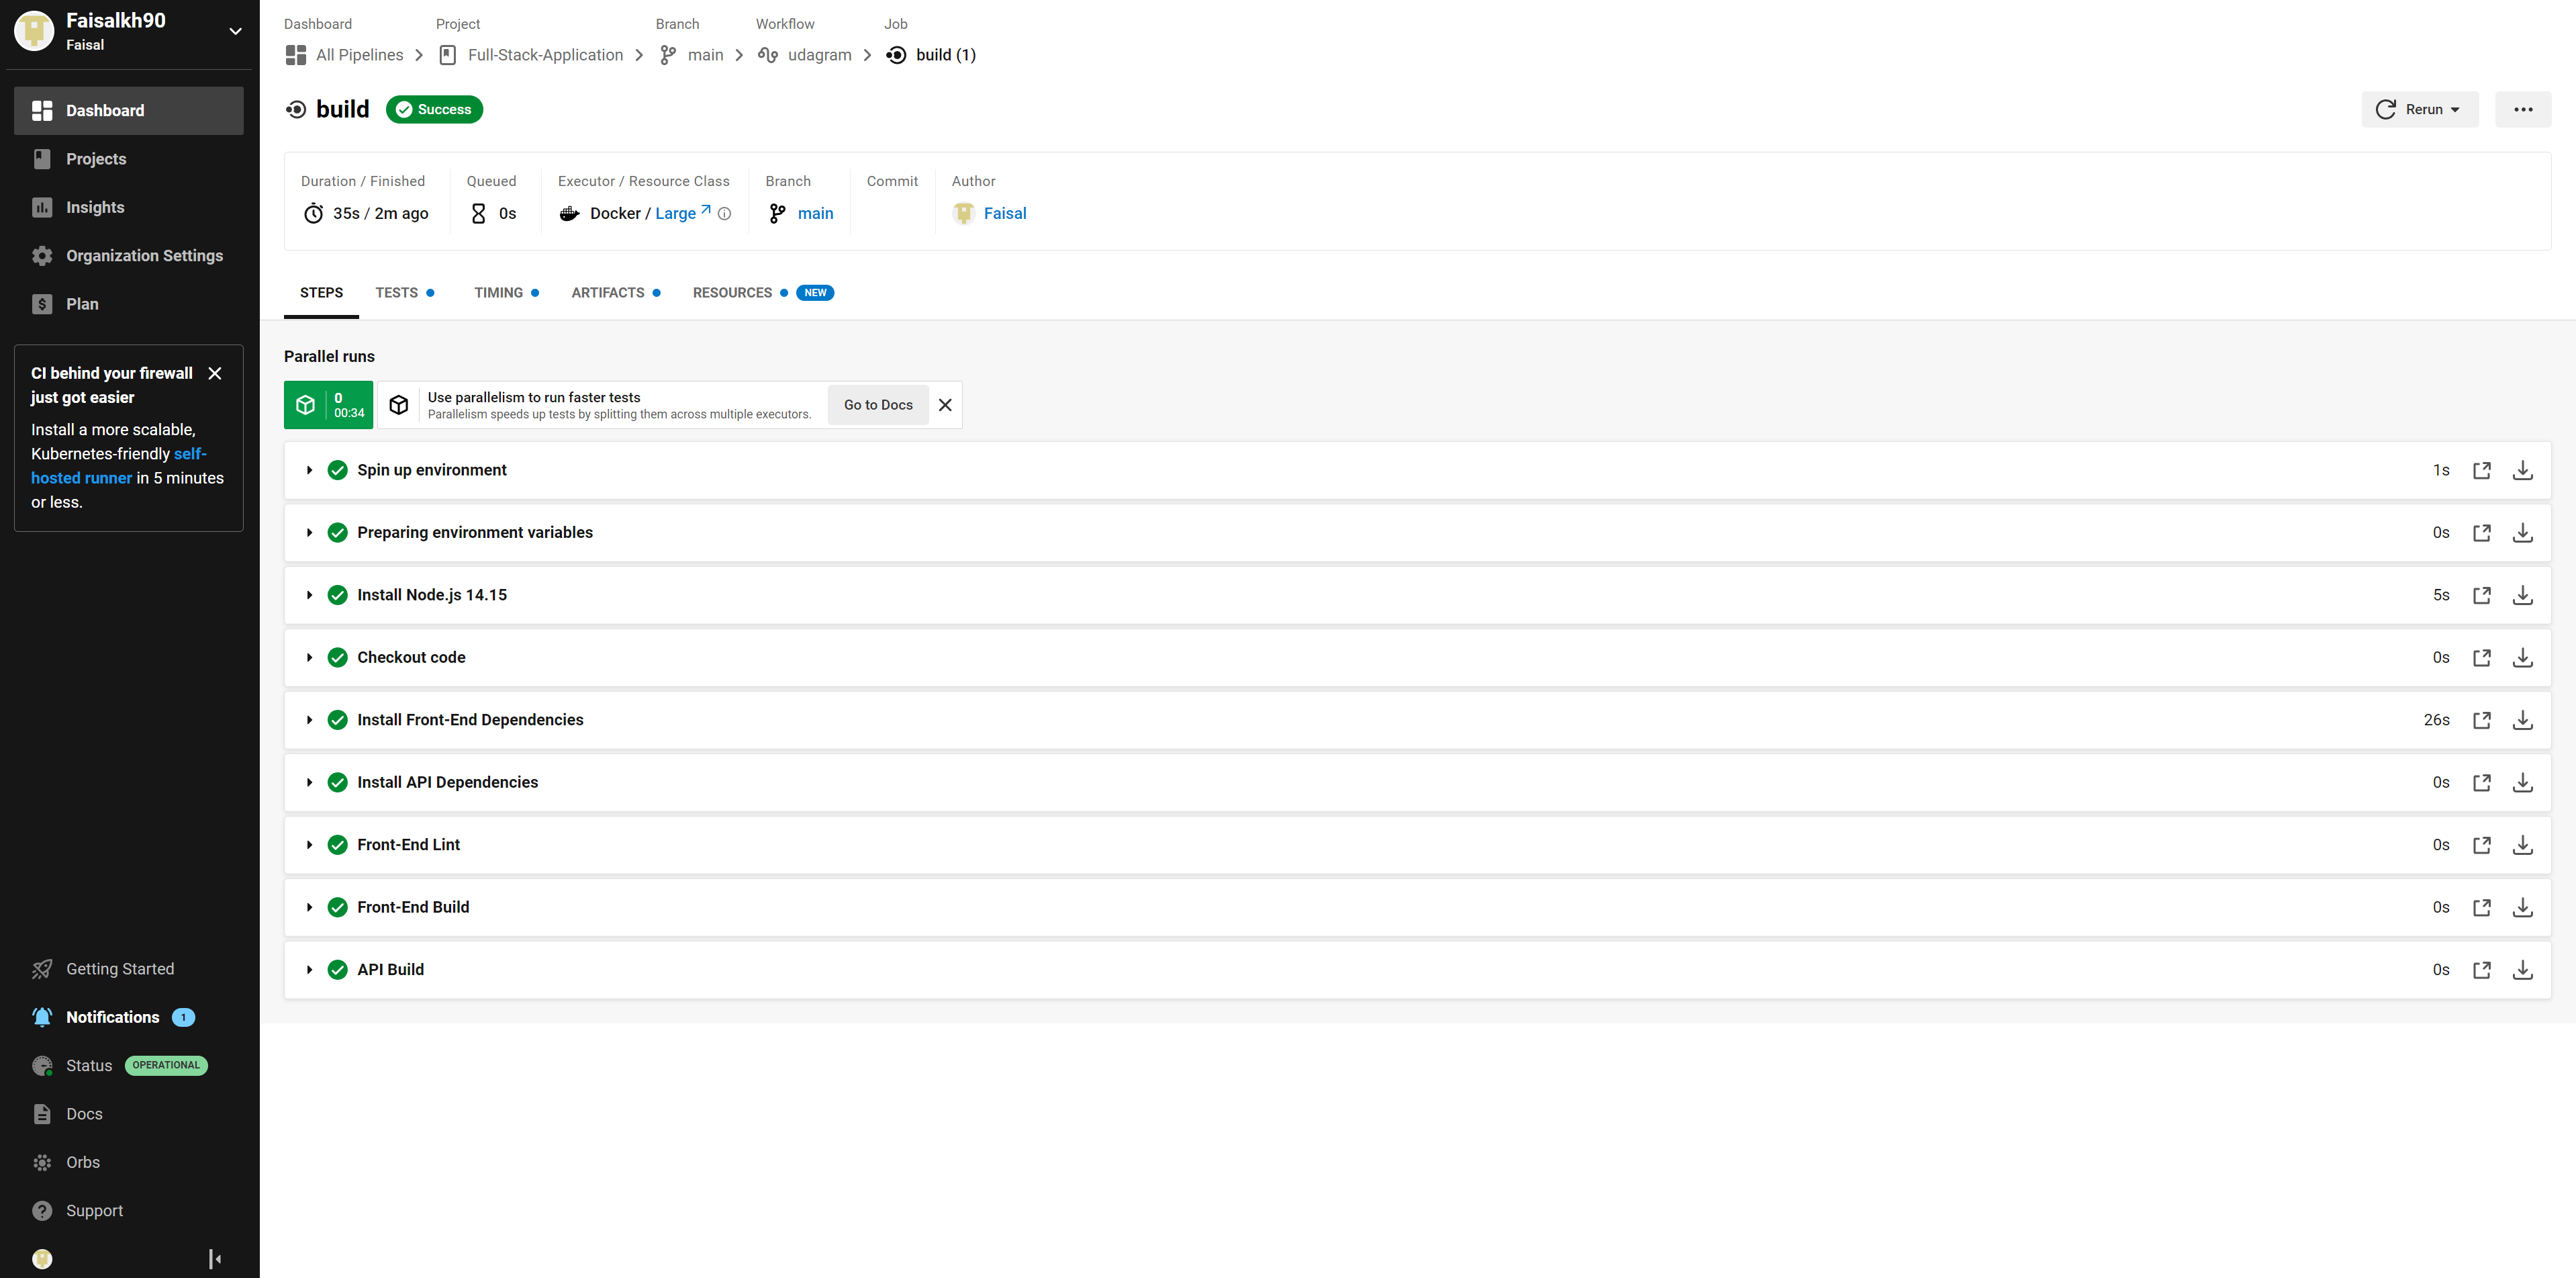 Faisalkh90
Faisal
Dashboard
Projects
Insights
Organization Settings
$ Plan
CI behind your firewall
just got easier
Install a more scalable,
Kubernetes-friendly self-
hosted runner in 5 minutes
or less.
Getting Started
Notifications 1
Status OPERATIONAL
Docs
Orbs
? Support
Dashboard Project Branch Workflow Job
All Pipelines Full-Stack-Application main udagram build (1)
build Success
Rerun
Duration / Finished Queued Executor / Resource Class Branch Commit Author
35s / 2m ago 0s Docker / Large main Faisal
STEPS TESTS TIMING ARTIFACTS RESOURCES NEW
Parallel runs
0
00:34
Use parallelism to run faster tests
Parallelism speeds up tests by splitting them across multiple executors.
Go to Docs
Spin up environment 1s
Preparing environment variables 0s
Install Node.js 14.15 5s
Checkout code 0s
Install Front-End Dependencies 26s
Install API Dependencies 0s
Front-End Lint 0s
Front-End Build 0s
API Build 0s